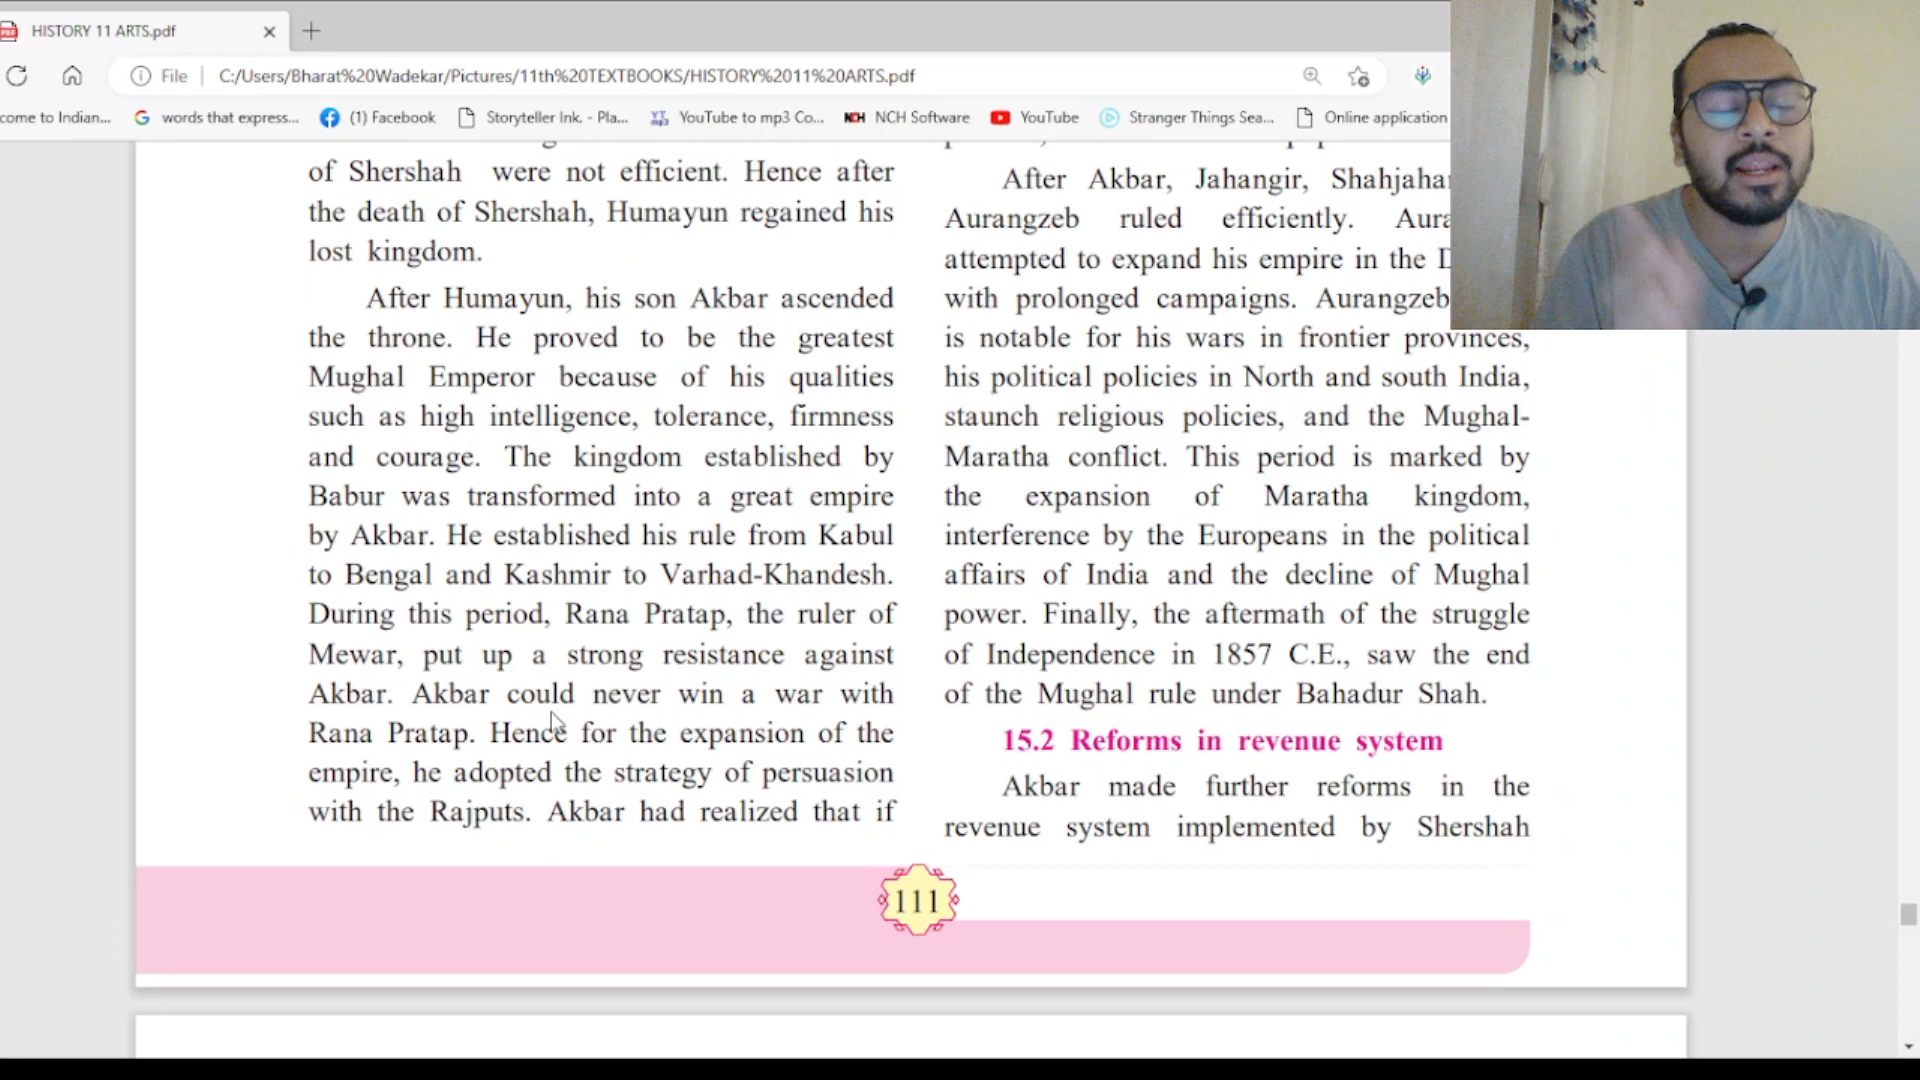 HISTORY 11 ARTS.pdf
File
C:/Users/Bharat%20Wadekar/Pictures/11th%20TEXTBOOKS/HISTORY%2011%20ARTS.pdf
come to Indian...
words that express...
(1) Facebook
Storyteller Ink. - Pla...
YouTube to mp3 Co...
NCH Software
YouTube
Stranger Things Sea...
Online application
of Shershah were not efficient. Hence after
the death of Shershah, Humayun regained his
lost kingdom.
After Humayun, his son Akbar ascended
the throne. He proved to be the greatest
Mughal Emperor because of his qualities
such as high intelligence, tolerance, firmness
and courage. The kingdom established by
Babur was transformed into a great empire
by Akbar. He established his rule from Kabul
to Bengal and Kashmir to Varhad-Khandesh.
During this period, Rana Pratap, the ruler of
Mewar, put up a strong resistance against
Akbar. Akbar could never win a war with
Rana Pratap. Hence for the expansion of the
empire, he adopted the strategy of persuasion
with the Rajputs. Akbar had realized that if
After Akbar, Jahangir, Shahjaha
Aurangzeb ruled efficiently. Aura
attempted to expand his empire in the
with prolonged campaigns. Aurangzeb
is notable for his wars in frontier provinces,
his political policies in North and south India,
staunch religious policies, and the Mughal-
Maratha conflict. This period is marked by
the expansion of Maratha kingdom,
interference by the Europeans in the political
affairs of India and the decline of Mughal
power. Finally, the aftermath of the struggle
of Independence in 1857 C.E., saw the end
of the Mughal rule under Bahadur Shah.
15.2 Reforms in revenue system
Akbar made further reforms in the
revenue system implemented by Shershah
111